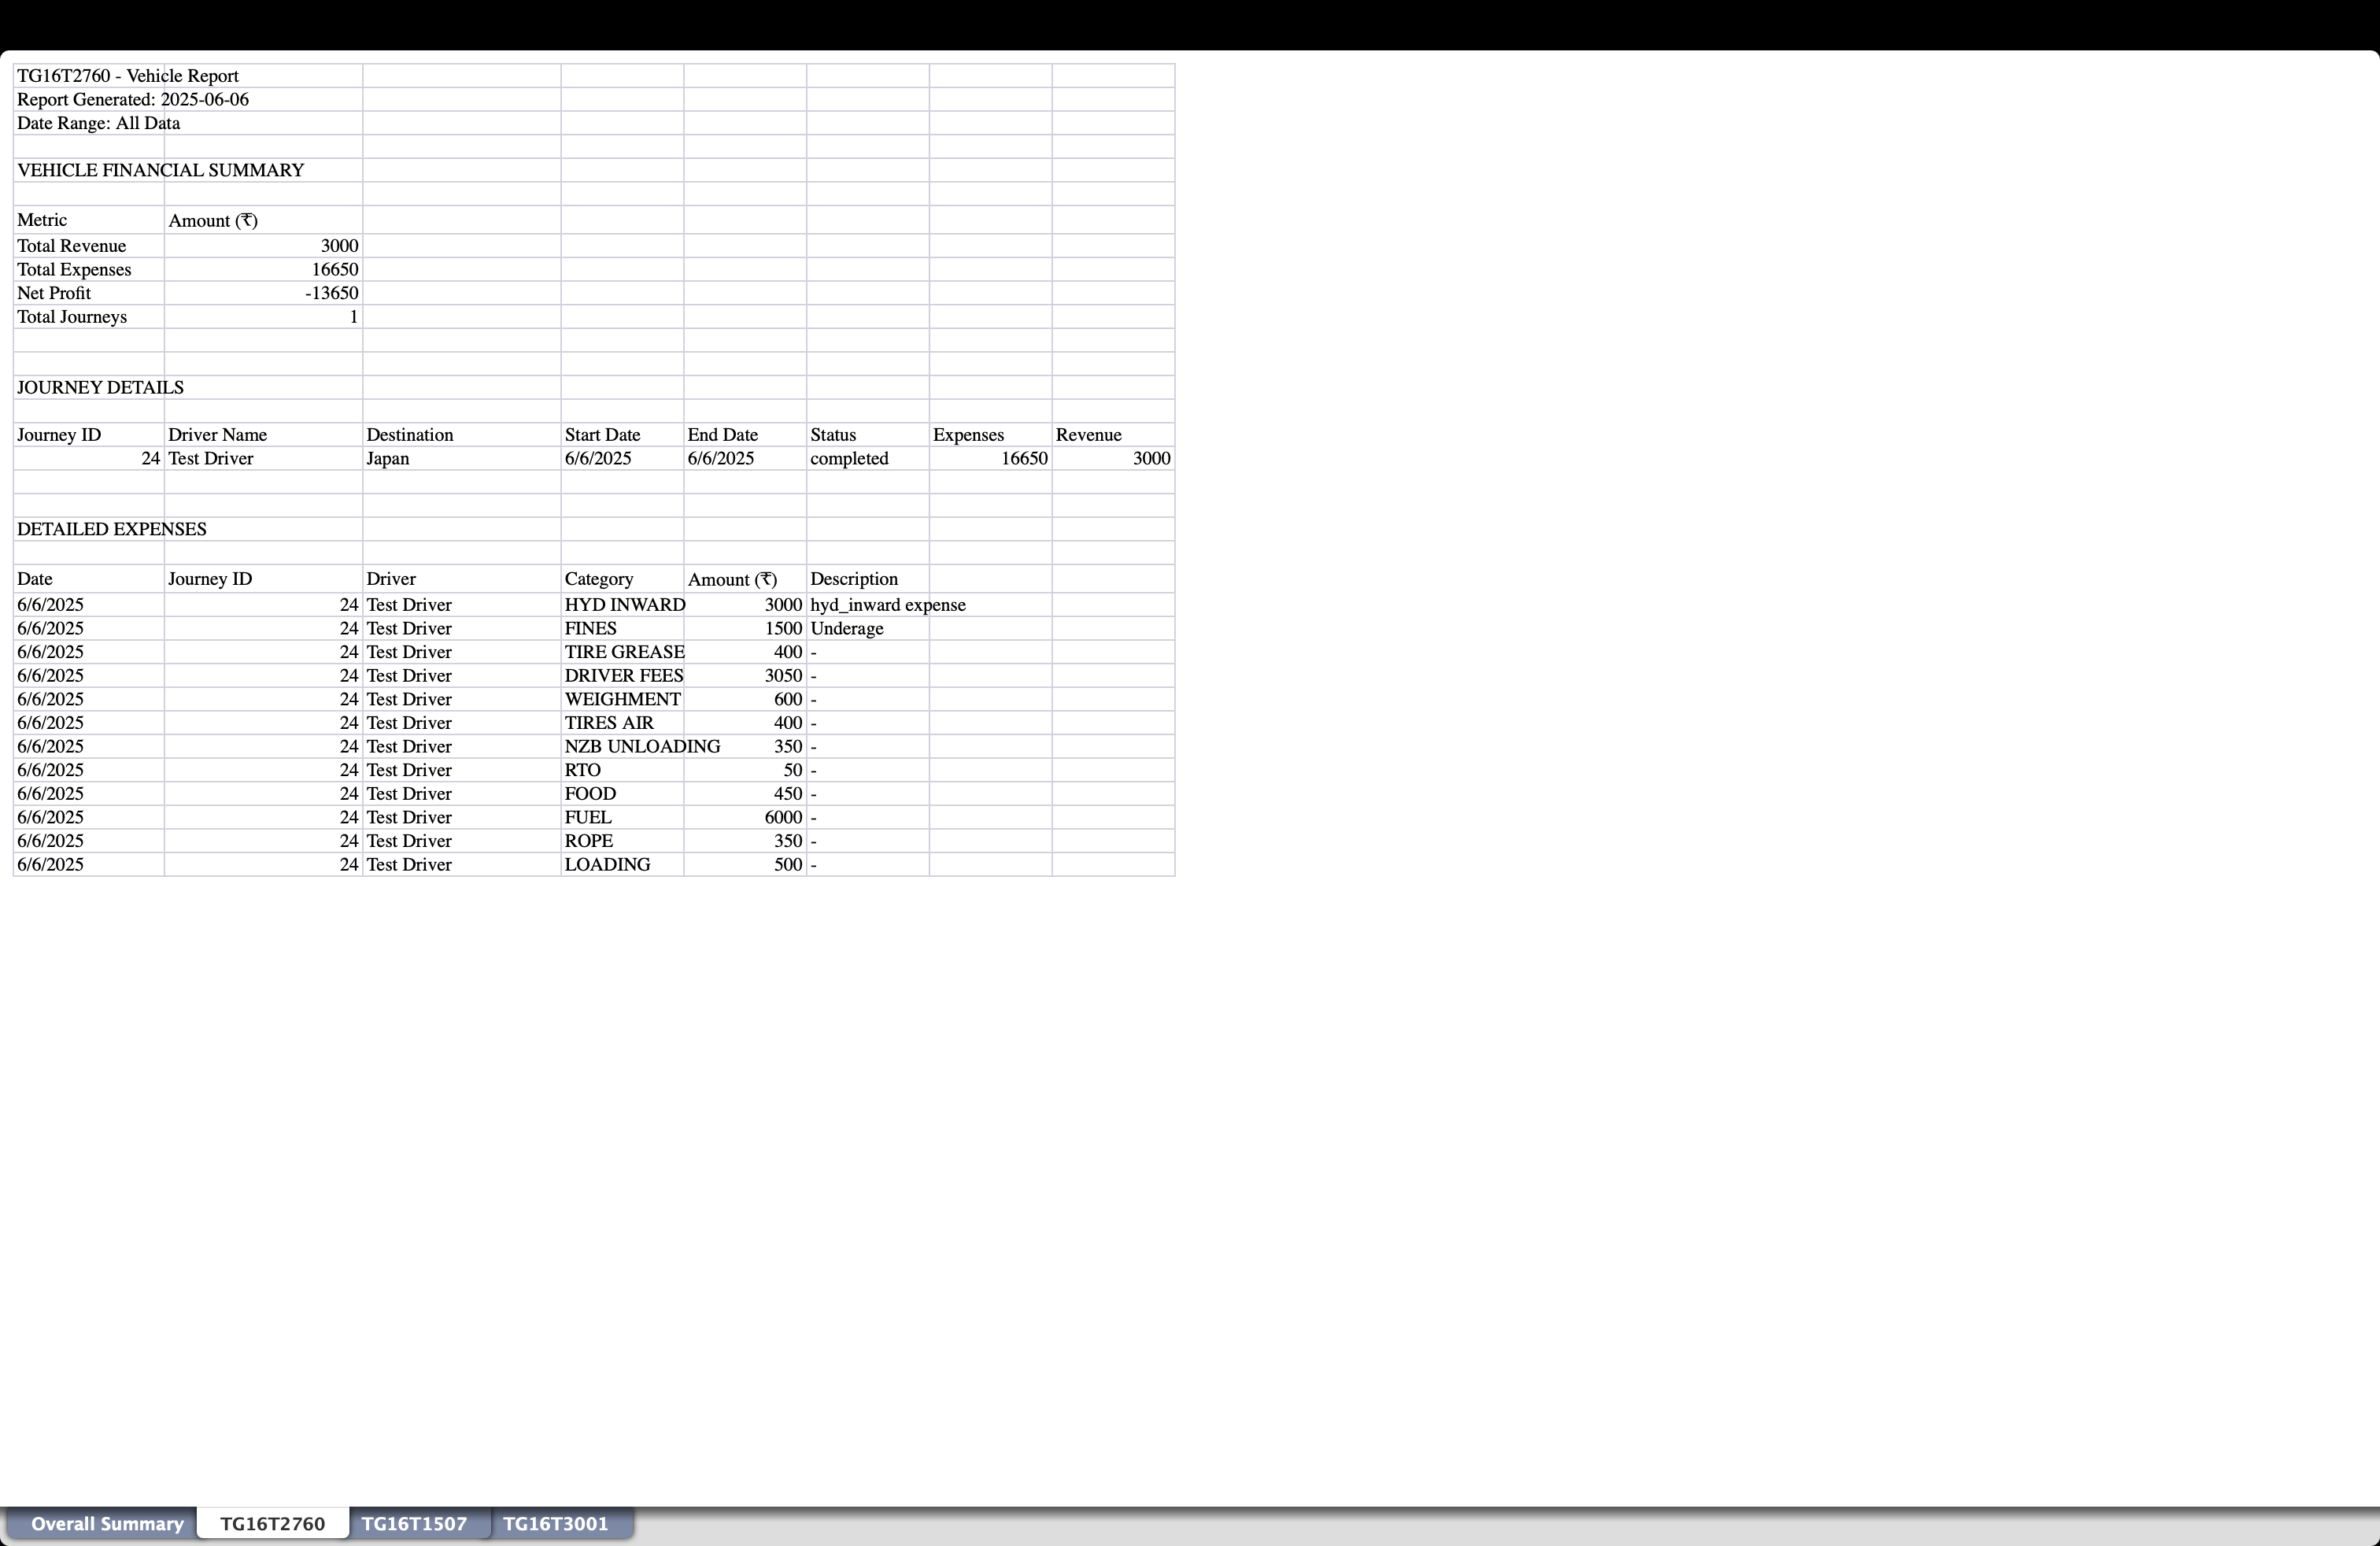 TG16T2760 - Vehicle Report
Report Generated: 2025-06-06
Date Range: All Data
VEHICLE FINANCIAL SUMMARY
Metric Amount (₹)
Total Revenue 3000
Total Expenses 16650
Net Profit -13650
Total Journeys 1
JOURNEY DETAILS
Journey ID Driver Name Destination Start Date End Date Status Expenses Revenue
24 Test Driver Japan 6/6/2025 6/6/2025 completed 16650 3000
DETAILED EXPENSES
Date Journey ID Driver Category Amount (₹) Description
6/6/2025 24 Test Driver HYD INWARD 3000 hyd_inward expense
6/6/2025 24 Test Driver FINES 1500 Underage
6/6/2025 24 Test Driver TIRE GREASE 400 -
6/6/2025 24 Test Driver DRIVER FEES 3050 -
6/6/2025 24 Test Driver WEIGHMENT 600 -
6/6/2025 24 Test Driver TIRES AIR 400 -
6/6/2025 24 Test Driver NZB UNLOADING 350 -
6/6/2025 24 Test Driver RTO 50 -
6/6/2025 24 Test Driver FOOD 450 -
6/6/2025 24 Test Driver FUEL 6000 -
6/6/2025 24 Test Driver ROPE 350 -
6/6/2025 24 Test Driver LOADING 500 -
Overall Summary TG16T2760 TG16T1507 TG16T3001